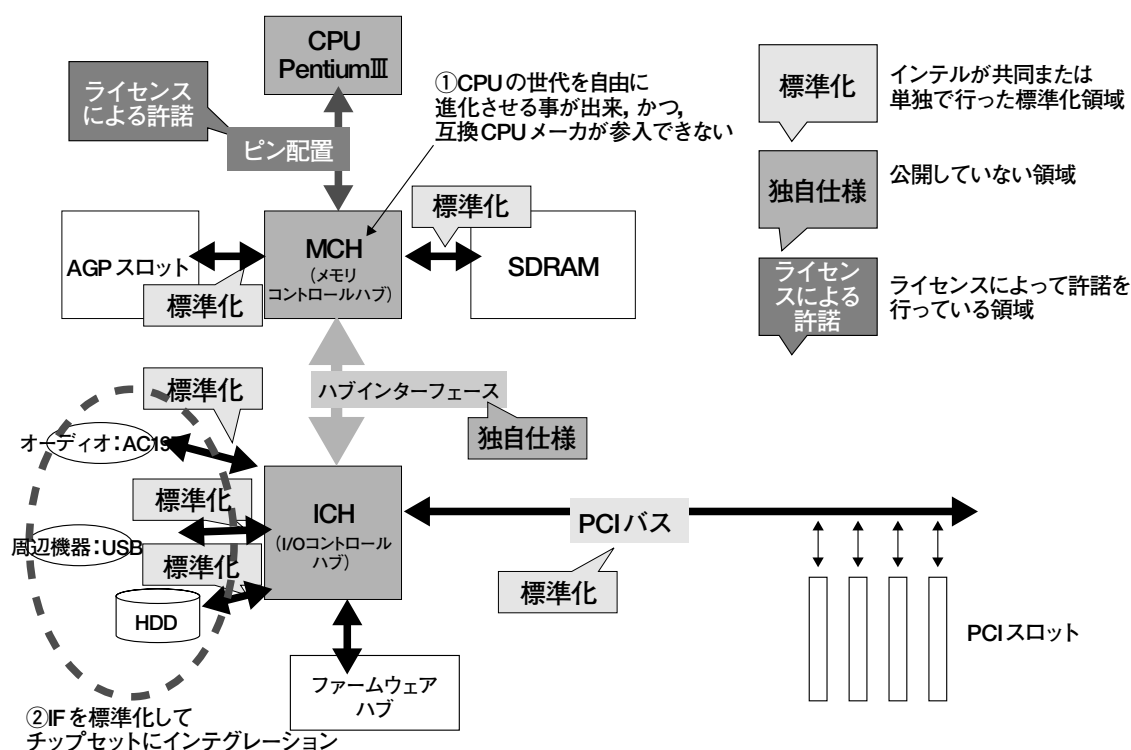 CPU
PentiumⅢ
ライセンス
による許諾
ピン配置
①CPUの世代を自由に
進化させる事が出来，かつ，
互換CPUメーカが参入できない
標準化
インテルが共同または
単独で行った標準化領域
独自仕様
公開していない領域
ライセン
スによる
許諾
ライセンスによって許諾を
行っている領域
AGPスロット
標準化
MCH
（メモリ
コントロールハブ）
標準化
SDRAM
ハブインターフェース
独自仕様
標準化
オーディオ：AC197
標準化
周辺機器：USB
標準化
HDD
ICH
（I/Oコントロール
ハブ）
PCIバス
標準化
PCIスロット
ファームウェア
ハブ
②IFを標準化して
チップセットにインテグレーション